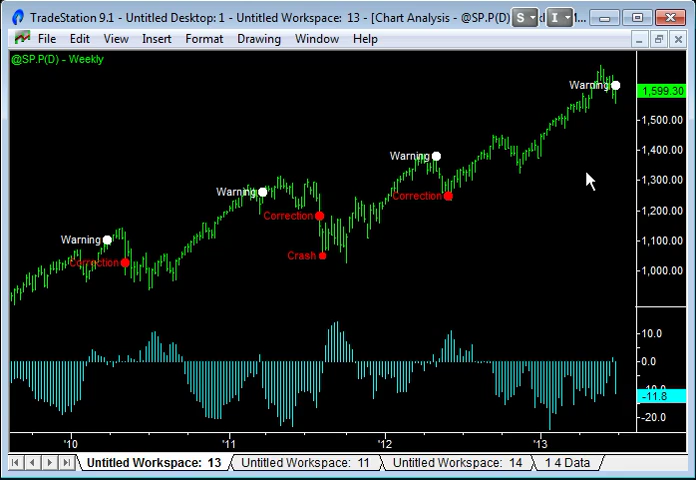 TradeStation 9.1 - Untitled Desktop: 1 - Untitled Workspace: 13 - [Chart Analysis - @SP.P(D)
S I
File Edit View Insert Format Drawing Window Help
@SP.P(D) - Weekly
Warning
1,599.30
1,500.00
Warning
1,400.00
Warning
Correction
1,300.00
Correction
1,200.00
Warning
1,100.00
Correction
Crash
1,000.00
10.0
0.0
-11.8
-20.0
'10 '11 '12 '13
Untitled Workspace: 13 Untitled Workspace: 11 Untitled Workspace: 14 1 4 Data